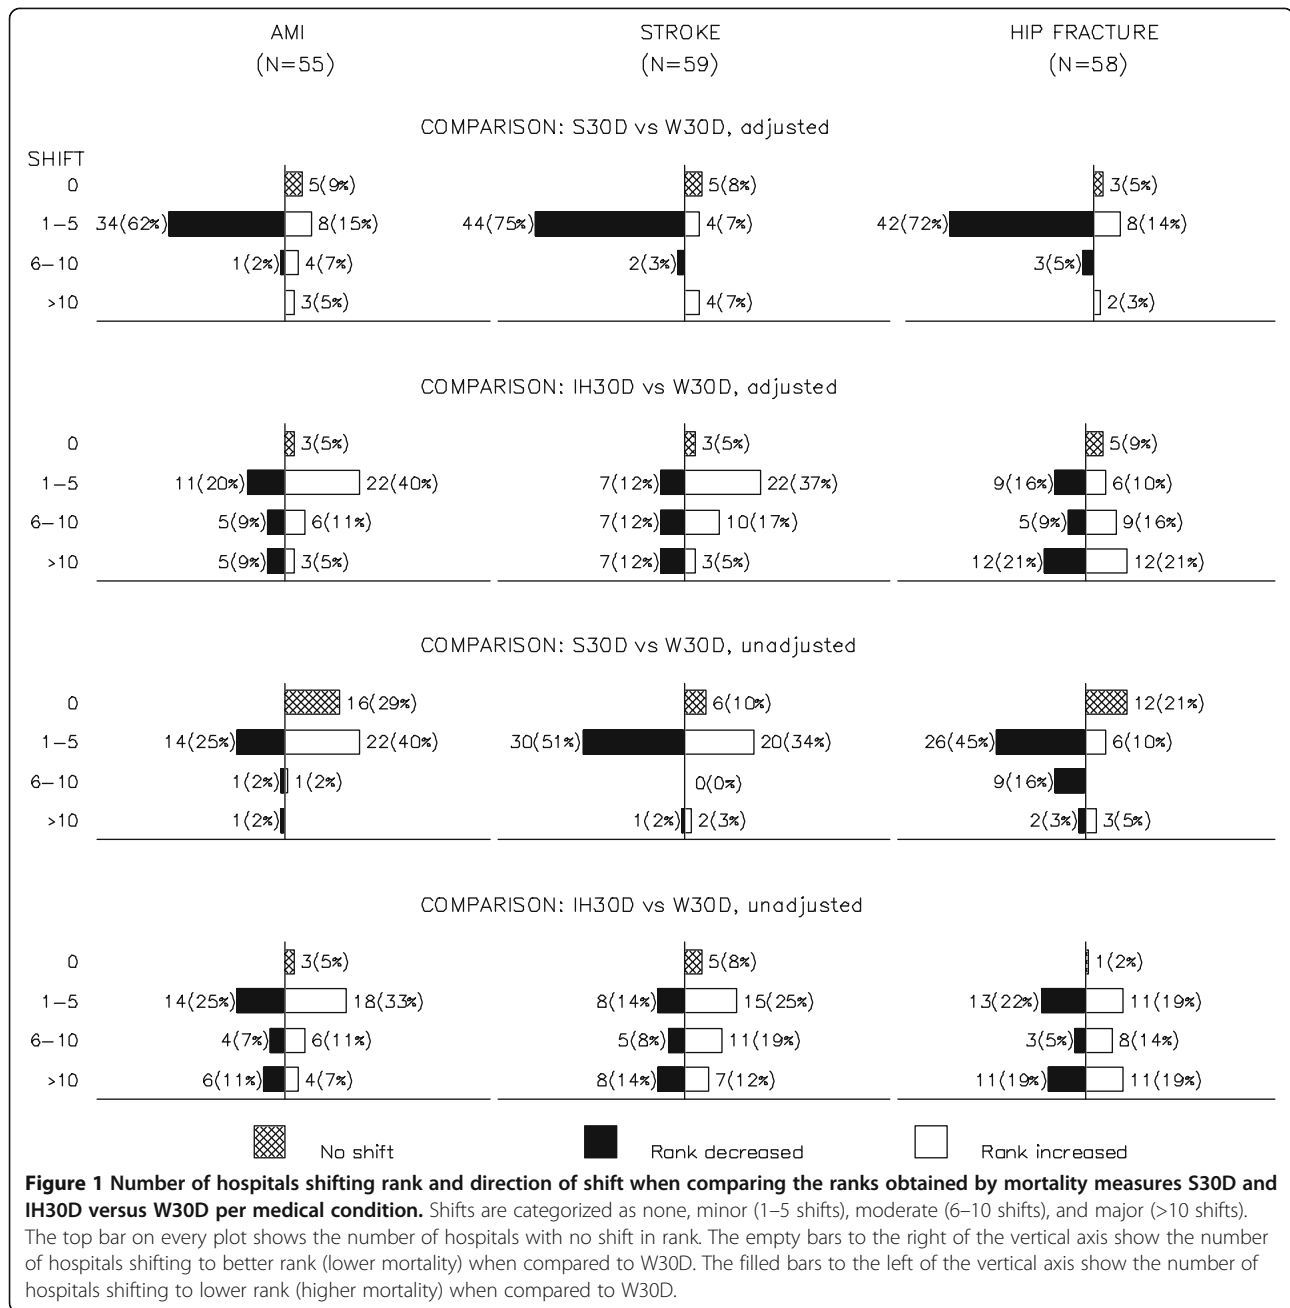 AMI STROKE HIP FRACTURE
(N=55) (N=59) (N=58)
COMPARISON: S30D vs W30D, adjusted
SHIFT
0 5(9%) 5(8%) 3(5%)
1–5 34(62%) 8(15%) 44(75%) 4(7%) 42(72%) 8(14%)
6–10 1(2%) 4(7%) 2(3%) 3(5%)
>10 3(5%) 4(7%) 2(3%)
COMPARISON: IH30D vs W30D, adjusted
0 3(5%) 3(5%) 5(9%)
1–5 11(20%) 22(40%) 7(12%) 22(37%) 9(16%) 6(10%)
6–10 5(9%) 6(11%) 7(12%) 10(17%) 5(9%) 9(16%)
>10 5(9%) 3(5%) 7(12%) 3(5%) 12(21%) 12(21%)
COMPARISON: S30D vs W30D, unadjusted
0 16(29%) 6(10%) 12(21%)
1–5 14(25%) 22(40%) 30(51%) 20(34%) 26(45%) 6(10%)
6–10 1(2%) 1(2%) 0(0%) 9(16%)
>10 1(2%) 1(2%) 2(3%) 2(3%) 3(5%)
COMPARISON: IH30D vs W30D, unadjusted
0 3(5%) 5(8%) 1(2%)
1–5 14(25%) 18(33%) 8(14%) 15(25%) 13(22%) 11(19%)
6–10 4(7%) 6(11%) 5(8%) 11(19%) 3(5%) 8(14%)
>10 6(11%) 4(7%) 8(14%) 7(12%) 11(19%) 11(19%)
No shift Rank decreased Rank increased
Figure 1 Number of hospitals shifting rank and direction of shift when comparing the ranks obtained by mortality measures S30D and
IH30D versus W30D per medical condition. Shifts are categorized as none, minor (1–5 shifts), moderate (6–10 shifts), and major (>10 shifts).
The top bar on every plot shows the number of hospitals with no shift in rank. The empty bars to the right of the vertical axis show the number
of hospitals shifting to better rank (lower mortality) when compared to W30D. The filled bars to the left of the vertical axis show the number of
hospitals shifting to lower rank (higher mortality) when compared to W30D.